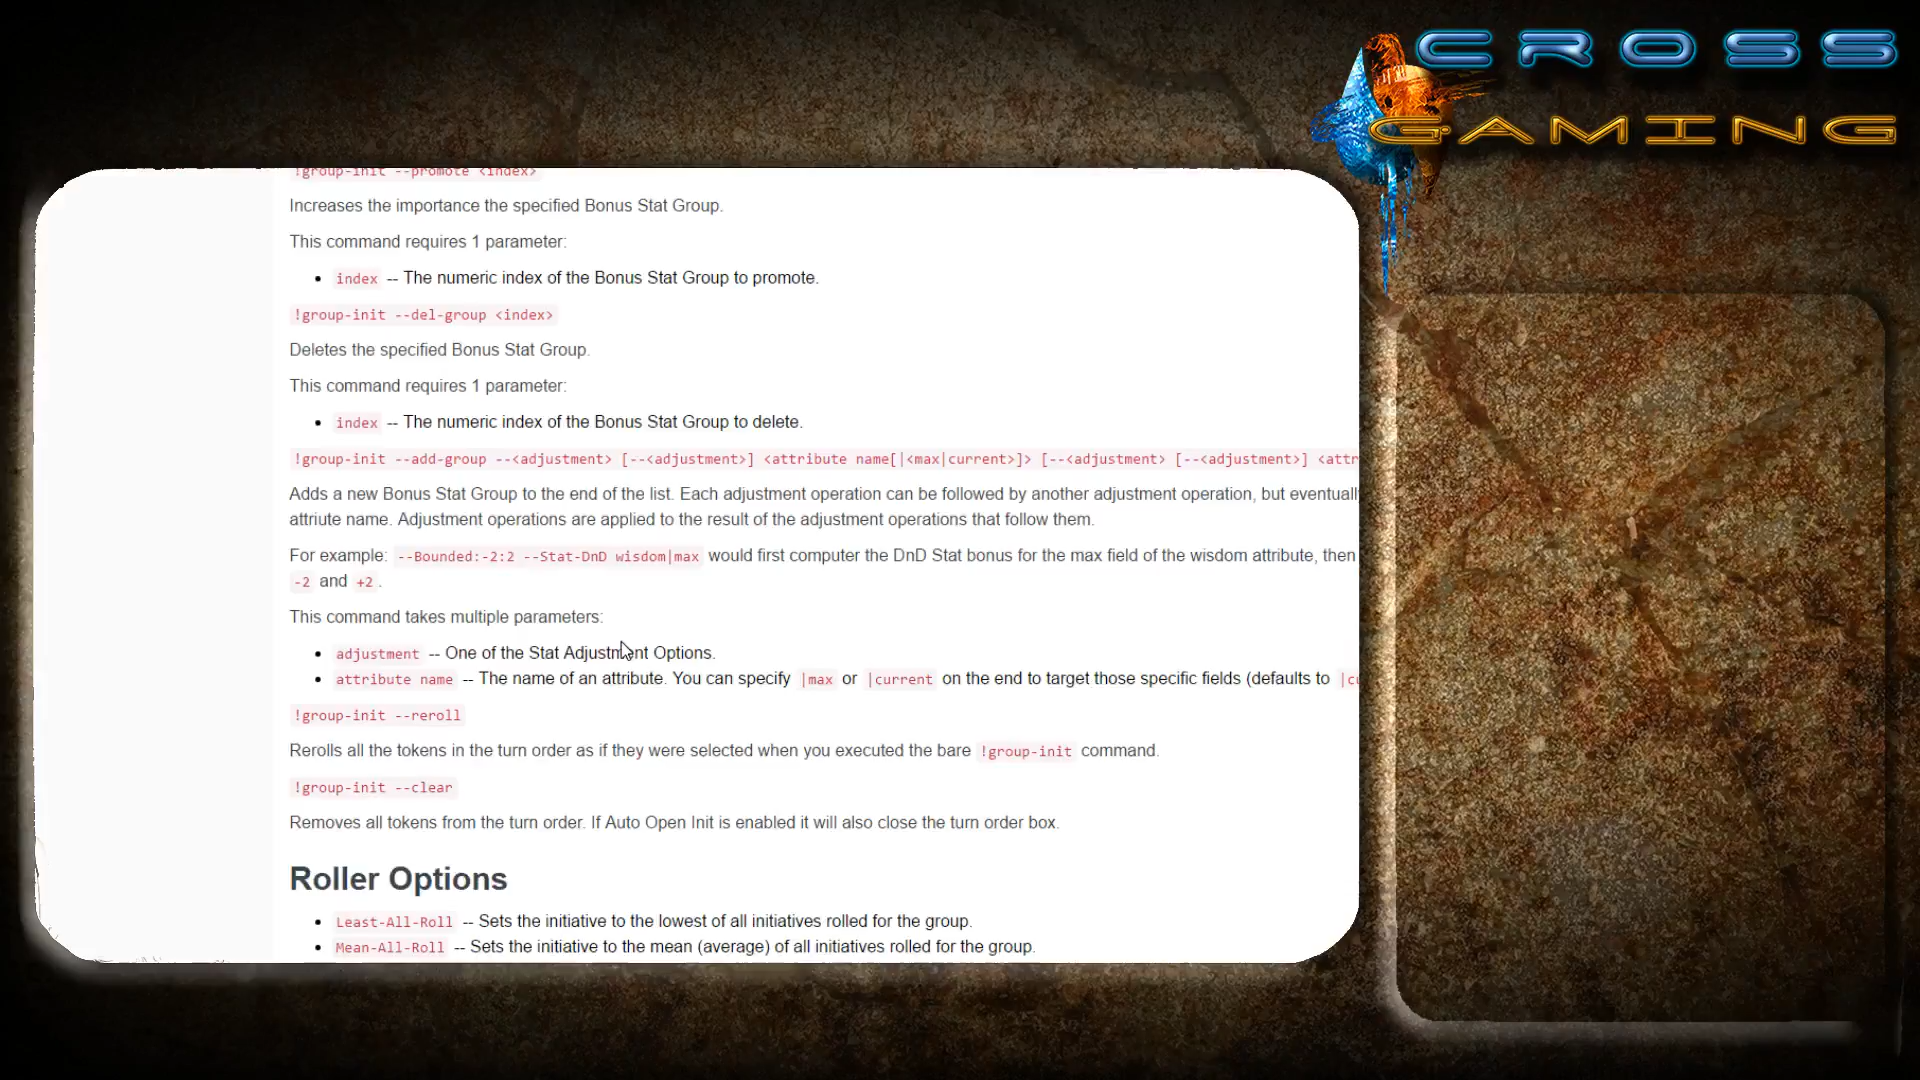 CROSS
GAMING
!group-init --promote <index>
Increases the importance the specified Bonus Stat Group.
This command requires 1 parameter:
• index -- The numeric index of the Bonus Stat Group to promote.
!group-init --del-group <index>
Deletes the specified Bonus Stat Group.
This command requires 1 parameter:
• index -- The numeric index of the Bonus Stat Group to delete.
!group-init --add-group --<adjustment> [--<adjustment>] <attribute name[|<max|current>]> [--<adjustment> [--<adjustment>] <attr
Adds a new Bonus Stat Group to the end of the list. Each adjustment operation can be followed by another adjustment operation, but eventually
attriute name. Adjustment operations are applied to the result of the adjustment operations that follow them.
For example: --Bounded:-2:2 --Stat-DnD wisdom|max would first computer the DnD Stat bonus for the max field of the wisdom attribute, then
-2 and +2 .
This command takes multiple parameters:
• adjustment -- One of the Stat Adjustment Options.
• attribute name -- The name of an attribute. You can specify |max or |current on the end to target those specific fields (defaults to |cu
!group-init --reroll
Rerolls all the tokens in the turn order as if they were selected when you executed the bare !group-init command.
!group-init --clear
Removes all tokens from the turn order. If Auto Open Init is enabled it will also close the turn order box.
Roller Options
• Least-All-Roll -- Sets the initiative to the lowest of all initiatives rolled for the group.
• Mean-All-Roll -- Sets the initiative to the mean (average) of all initiatives rolled for the group.